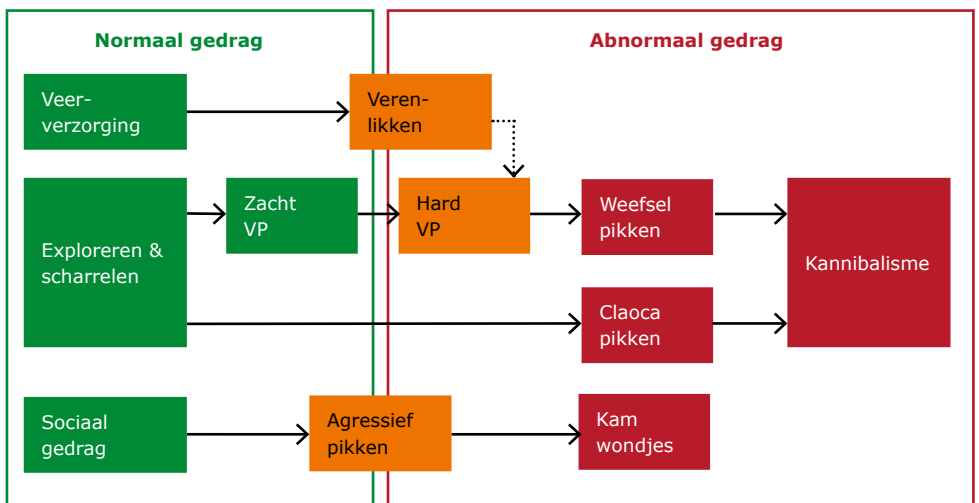 Normaal gedrag
Abnormaal gedrag
Veer-
verzorging
Veren-
likken
Exploreren &
scharrelen
Zacht
VP
Hard
VP
Weefsel
pikken
Kannibalisme
Claoca
pikken
Sociaal
gedrag
Agressief
pikken
Kam
wondjes